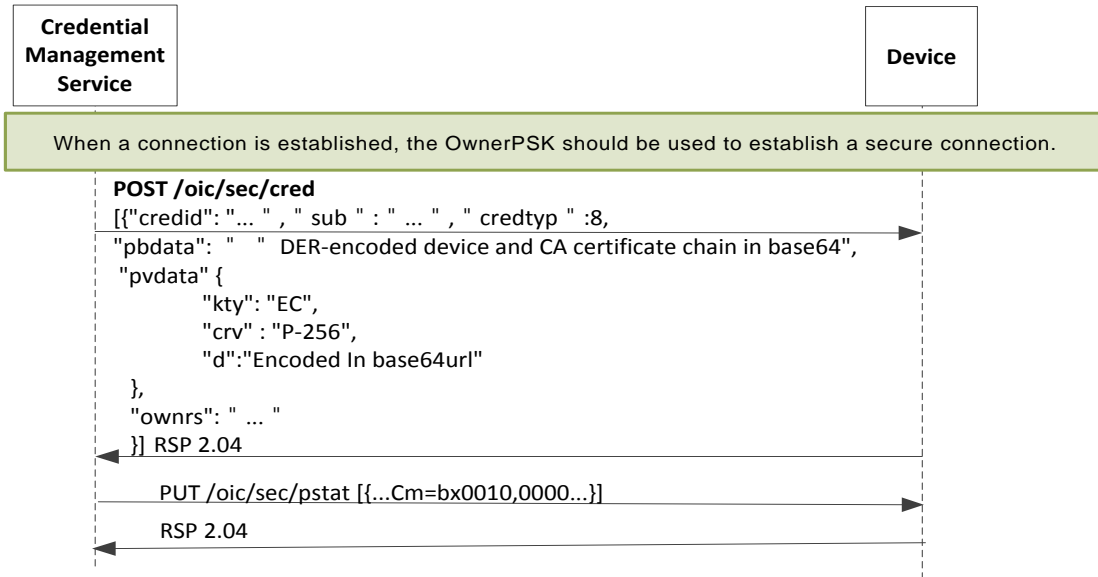 Credential
Management
Service
Device
When a connection is established, the OwnerPSK should be used to establish a secure connection.
POST /oic/sec/cred
[{"credid": "... " , " sub " : " ... " , " credtyp " :8,
"pbdata": " " DER-encoded device and CA certificate chain in base64",
"pvdata" {
"kty": "EC",
"crv" : "P-256",
"d":"Encoded In base64url"
},
"ownrs": " ... "
}] RSP 2.04
PUT /oic/sec/pstat [{...Cm=bx0010,0000...}]
RSP 2.04